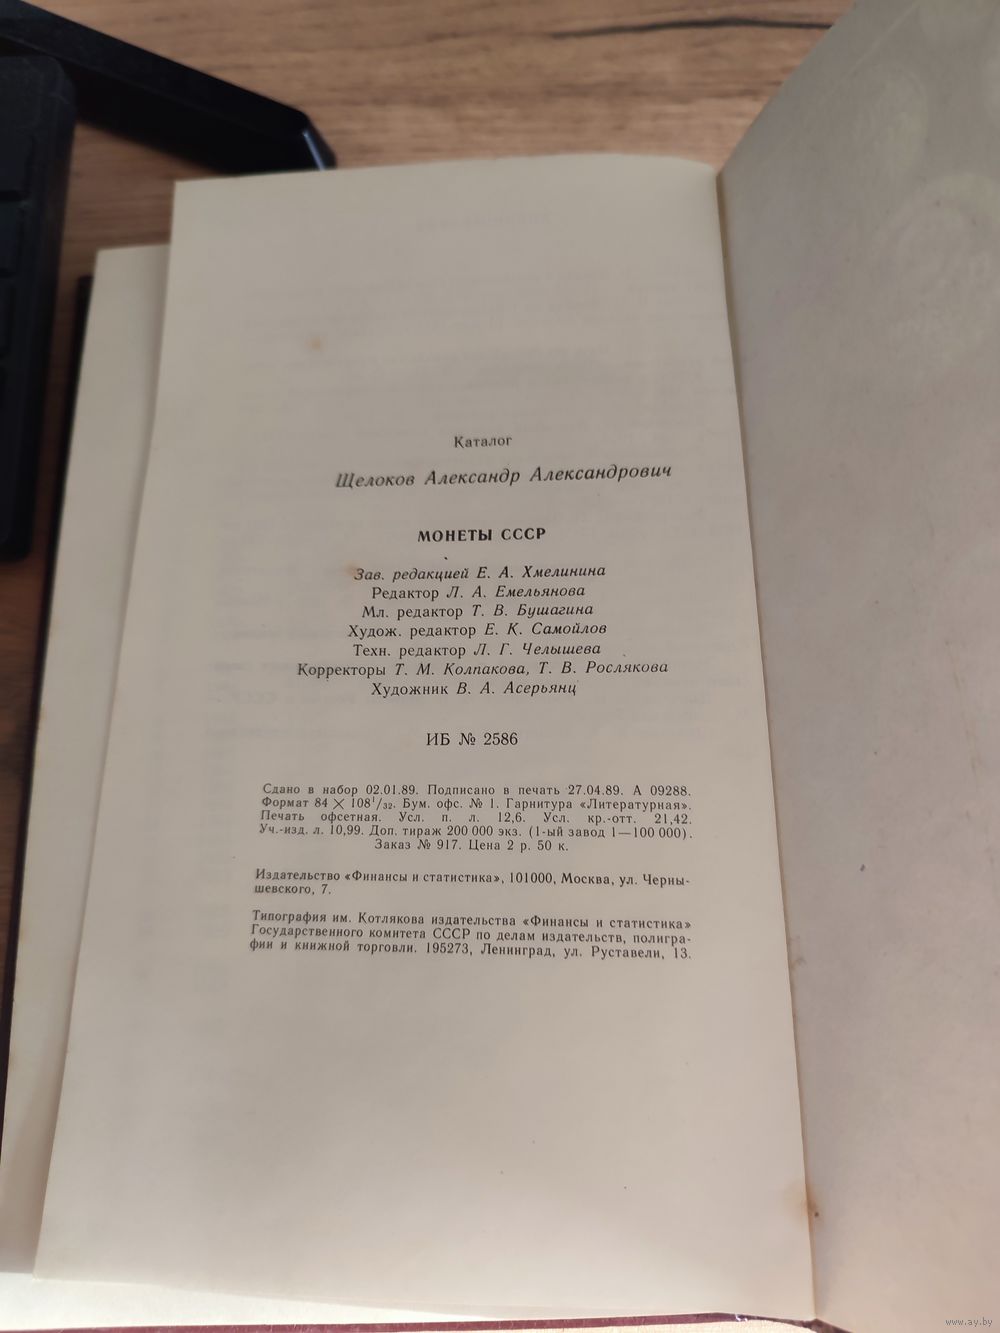 Каталог
Щелоков Александр Александрович
МОНЕТЫ СССР
Зав. редакцией Е. А. Хмелинина
Редактор Л. А. Емельянова
Мл. редактор Т. В. Бушагина
Худож. редактор Е. К. Самойлов
Техн. редактор Л. Г. Челышева
Корректоры Т. М. Колпакова, Т. В. Рослякова
Художник В. А. Асерьянц
ИБ № 2586
Сдано в набор 02.01.89. Подписано в печать 27.04.89. А 09288.
Формат 84 × 108¹/₃₂. Бум. офс. № 1. Гарнитура «Литературная».
Печать офсетная. Усл. п. л. 12,6. Усл. кр.-отт. 21,42.
Уч.-изд. л. 10,99. Доп. тираж 200 000 экз. (1-ый завод 1—100 000).
Заказ № 917. Цена 2 р. 50 к.
Издательство «Финансы и статистика», 101000, Москва, ул. Черны-
шевского, 7.
Типография им. Котлякова издательства «Финансы и статистика»
Государственного комитета СССР по делам издательств, полигра-
фии и книжной торговли. 195273, Ленинград, ул. Руставели, 13.
www.ay.by